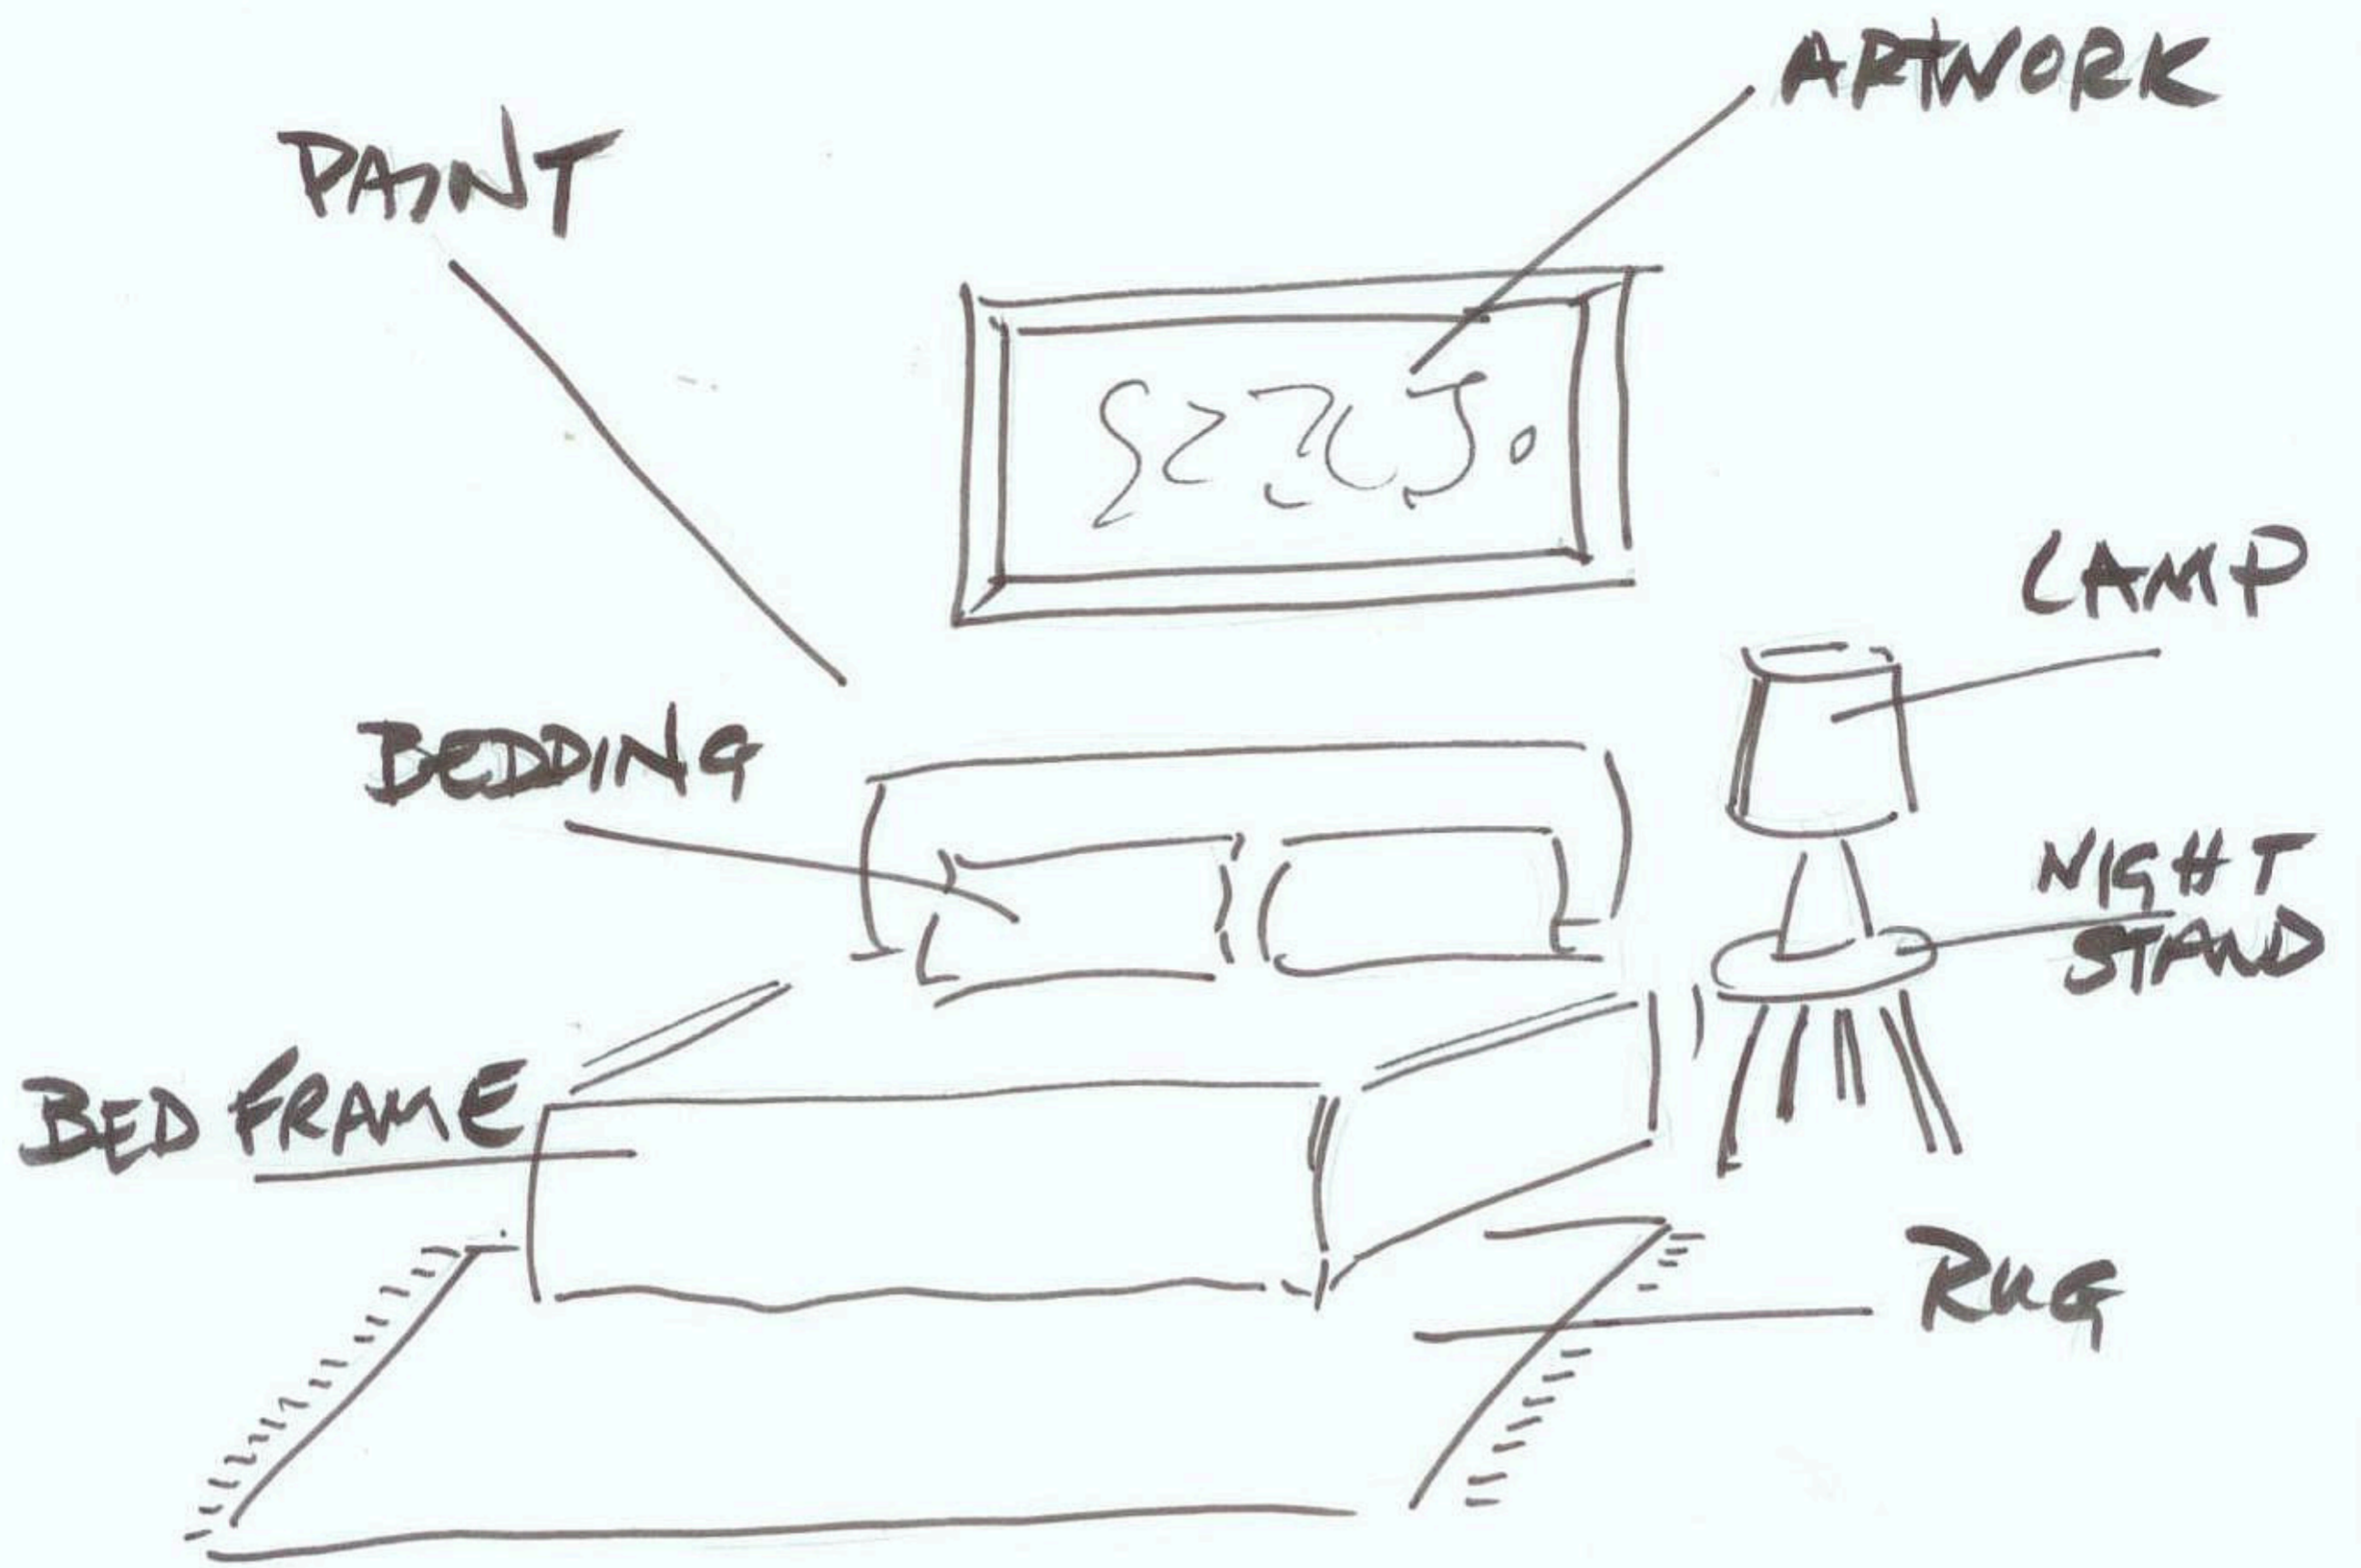 ARTWORK
PAINT
LAMP
BEDDING
NIGHT
STAND
BED FRAME
RUG